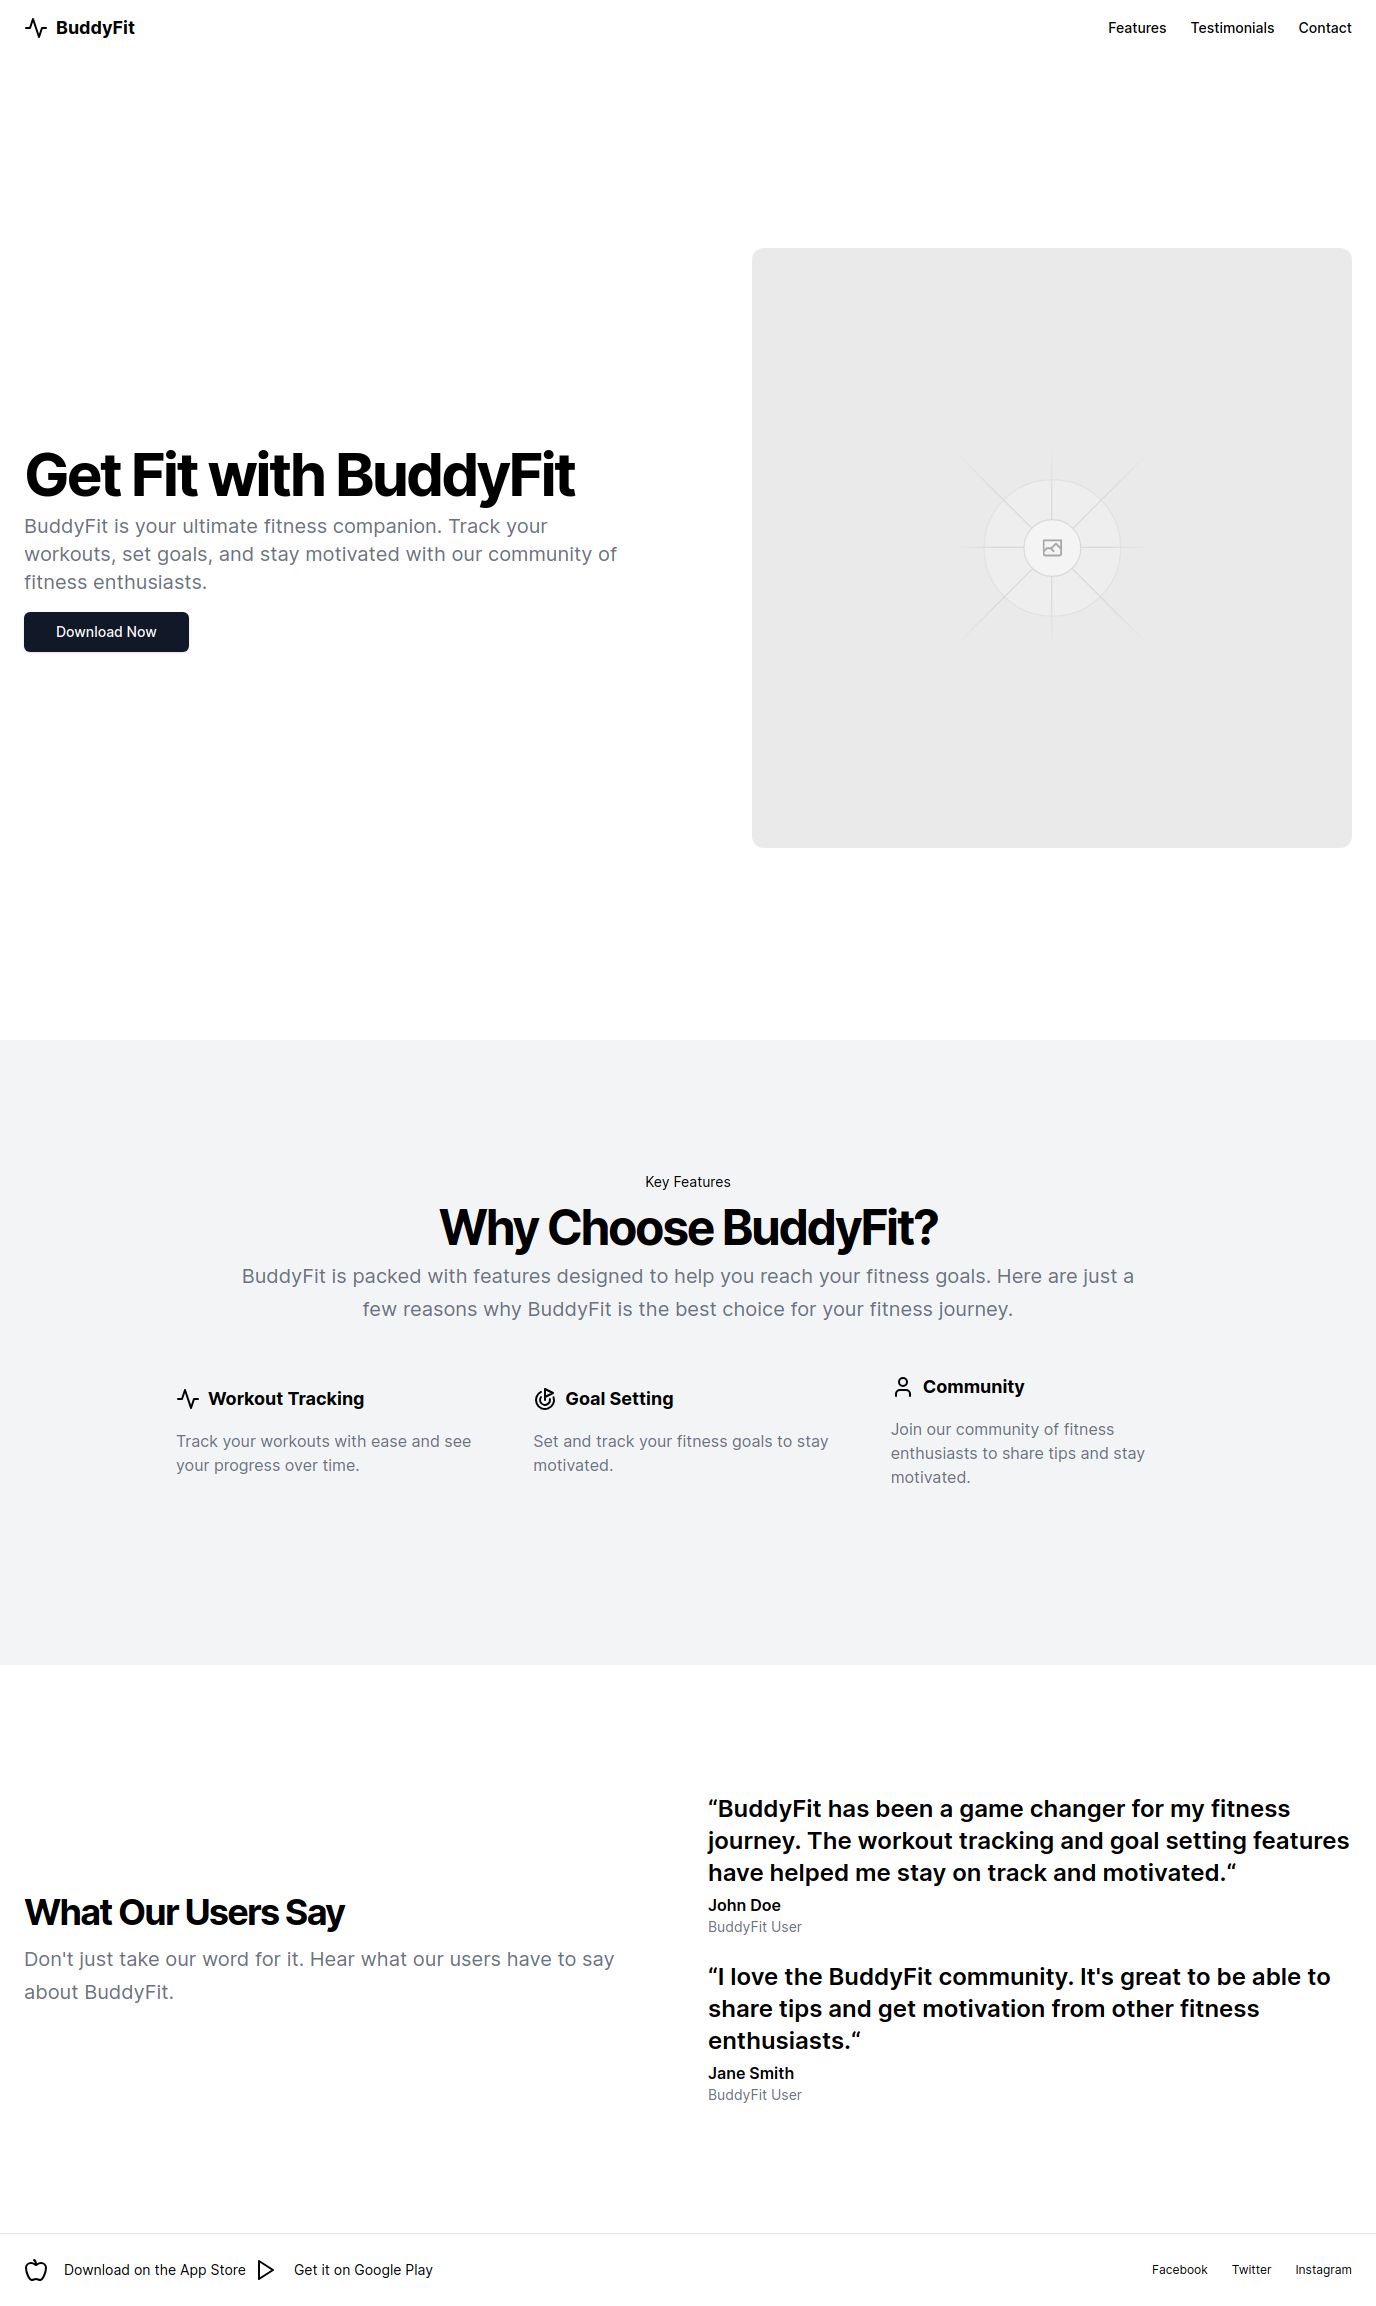 BuddyFit
Features
Testimonials
Contact
Get Fit with BuddyFit
BuddyFit is your ultimate fitness companion. Track your
workouts, set goals, and stay motivated with our community of
fitness enthusiasts.
Download Now
Key Features
Why Choose BuddyFit?
BuddyFit is packed with features designed to help you reach your fitness goals. Here are just a
few reasons why BuddyFit is the best choice for your fitness journey.
Workout Tracking
Track your workouts with ease and see
your progress over time.
Goal Setting
Set and track your fitness goals to stay
motivated.
Community
Join our community of fitness
enthusiasts to share tips and stay
motivated.
What Our Users Say
Don't just take our word for it. Hear what our users have to say
about BuddyFit.
“BuddyFit has been a game changer for my fitness
journey. The workout tracking and goal setting features
have helped me stay on track and motivated.“
John Doe
BuddyFit User
“I love the BuddyFit community. It's great to be able to
share tips and get motivation from other fitness
enthusiasts.“
Jane Smith
BuddyFit User
Download on the App Store
Get it on Google Play
Facebook
Twitter
Instagram